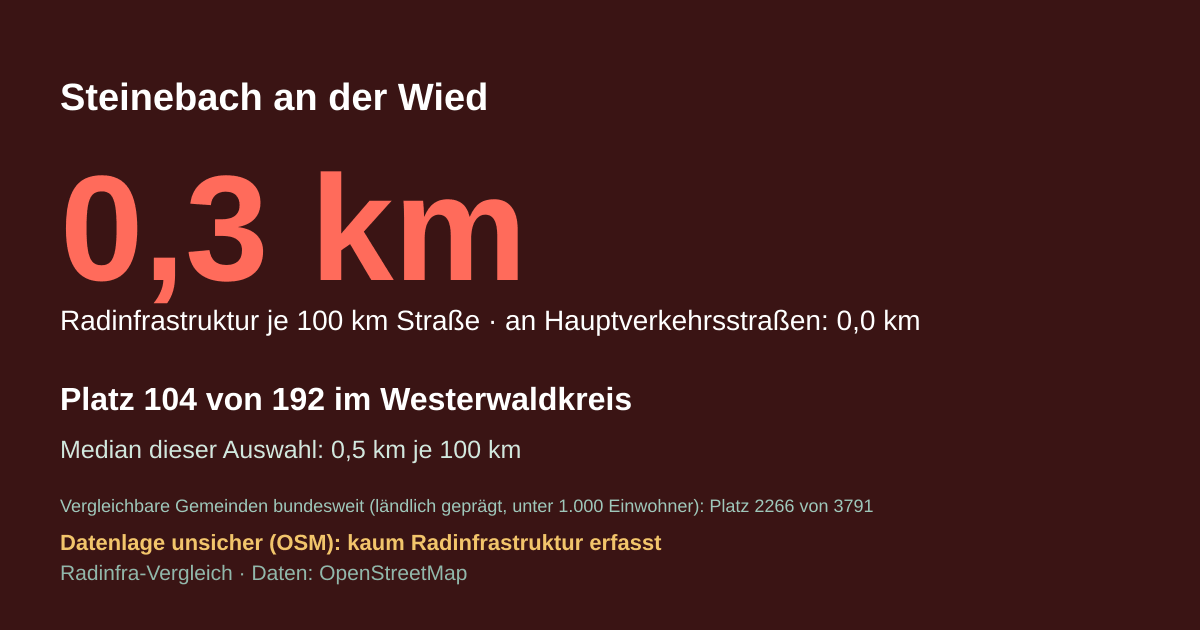 Steinebach an der Wied
0,3 km
Radinfrastruktur je 100 km Straße · an Hauptverkehrsstraßen: 0,0 km
Platz 104 von 192 im Westerwaldkreis
Median dieser Auswahl: 0,5 km je 100 km
Vergleichbare Gemeinden bundesweit (ländlich geprägt, unter 1.000 Einwohner): Platz 2266 von 3791
Datenlage unsicher (OSM): kaum Radinfrastruktur erfasst
Radinfra-Vergleich · Daten: OpenStreetMap